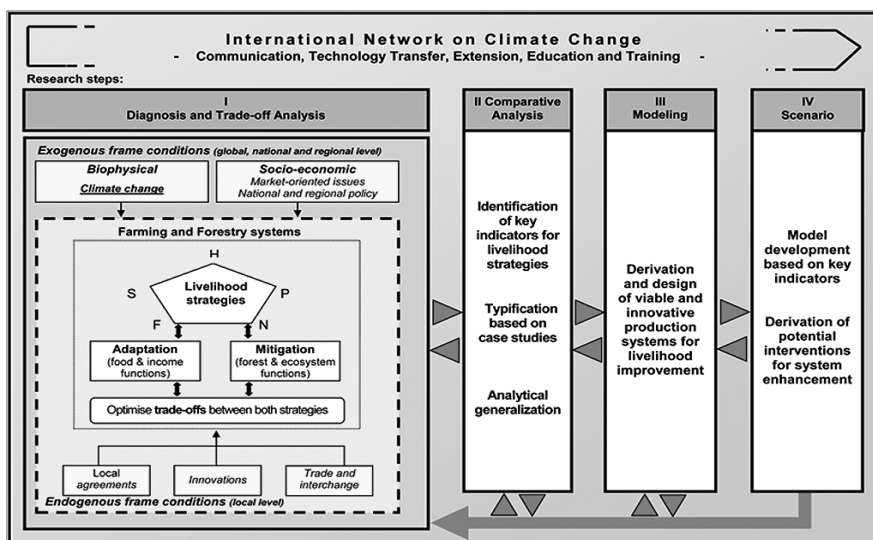 International Network on Climate Change
- Communication, Technology Transfer, Extension, Education and Training -
Research steps:
I
Diagnosis and Trade-off Analysis
Exogenous frame conditions (global, national and regional level)
Biophysical
Climate change
Socio-economic
Market-oriented issues
National and regional policy
Farming and Forestry systems
H
S
Livelihood
strategies
P
F
N
Adaptation
(food & income
functions)
Mitigation
(forest & ecosystem
functions)
Optimise trade-offs between both strategies
Local
agreements
Innovations
Trade and
interchange
Endogenous frame conditions (local level)
II Comparative
Analysis
Identification
of key
indicators for
livelihood
strategies
Typification
based on
case studies
Analytical
generalization
III
Modeling
Derivation
and design
of viable and
innovative
production
systems for
livelihood
improvement
IV
Scenario
Model
development
based on key
indicators
Derivation of
potential
interventions
for system
enhancement